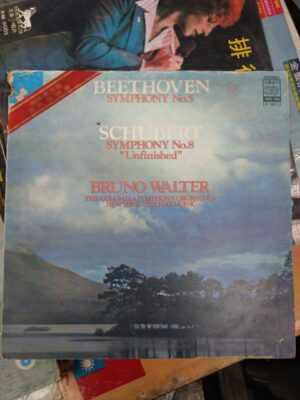 BEETHOVEN
SYMPHONY No.5
SCHUBERT
SYMPHONY No.8
"Unfinished"
BRUNO WALTER
THE COLUMBIA SYMPHONY ORCHESTRA
NEW YORK PHILHARMONIC
STEREO
排